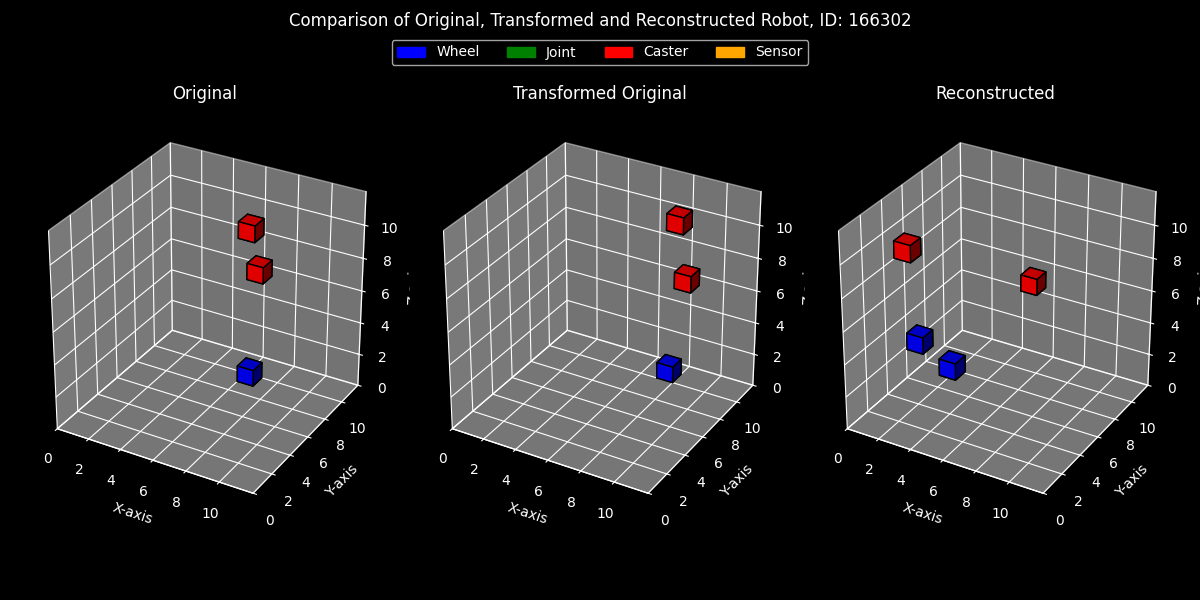 Comparison of Original, Transformed and Reconstructed Robot, ID: 166302
Wheel Joint Caster Sensor
Original Transformed Original Reconstructed
10 10 10
8 8 8
6 6 6
4 4 4
2 2 2
0 0 0
0 2 4 6 8 10 0 2 4 6 8 10 0 2 4 6 8 10
X-axis X-axis X-axis
0 2 4 6 8 10 0 2 4 6 8 10 0 2 4 6 8 10
Y-axis Y-axis Y-axis